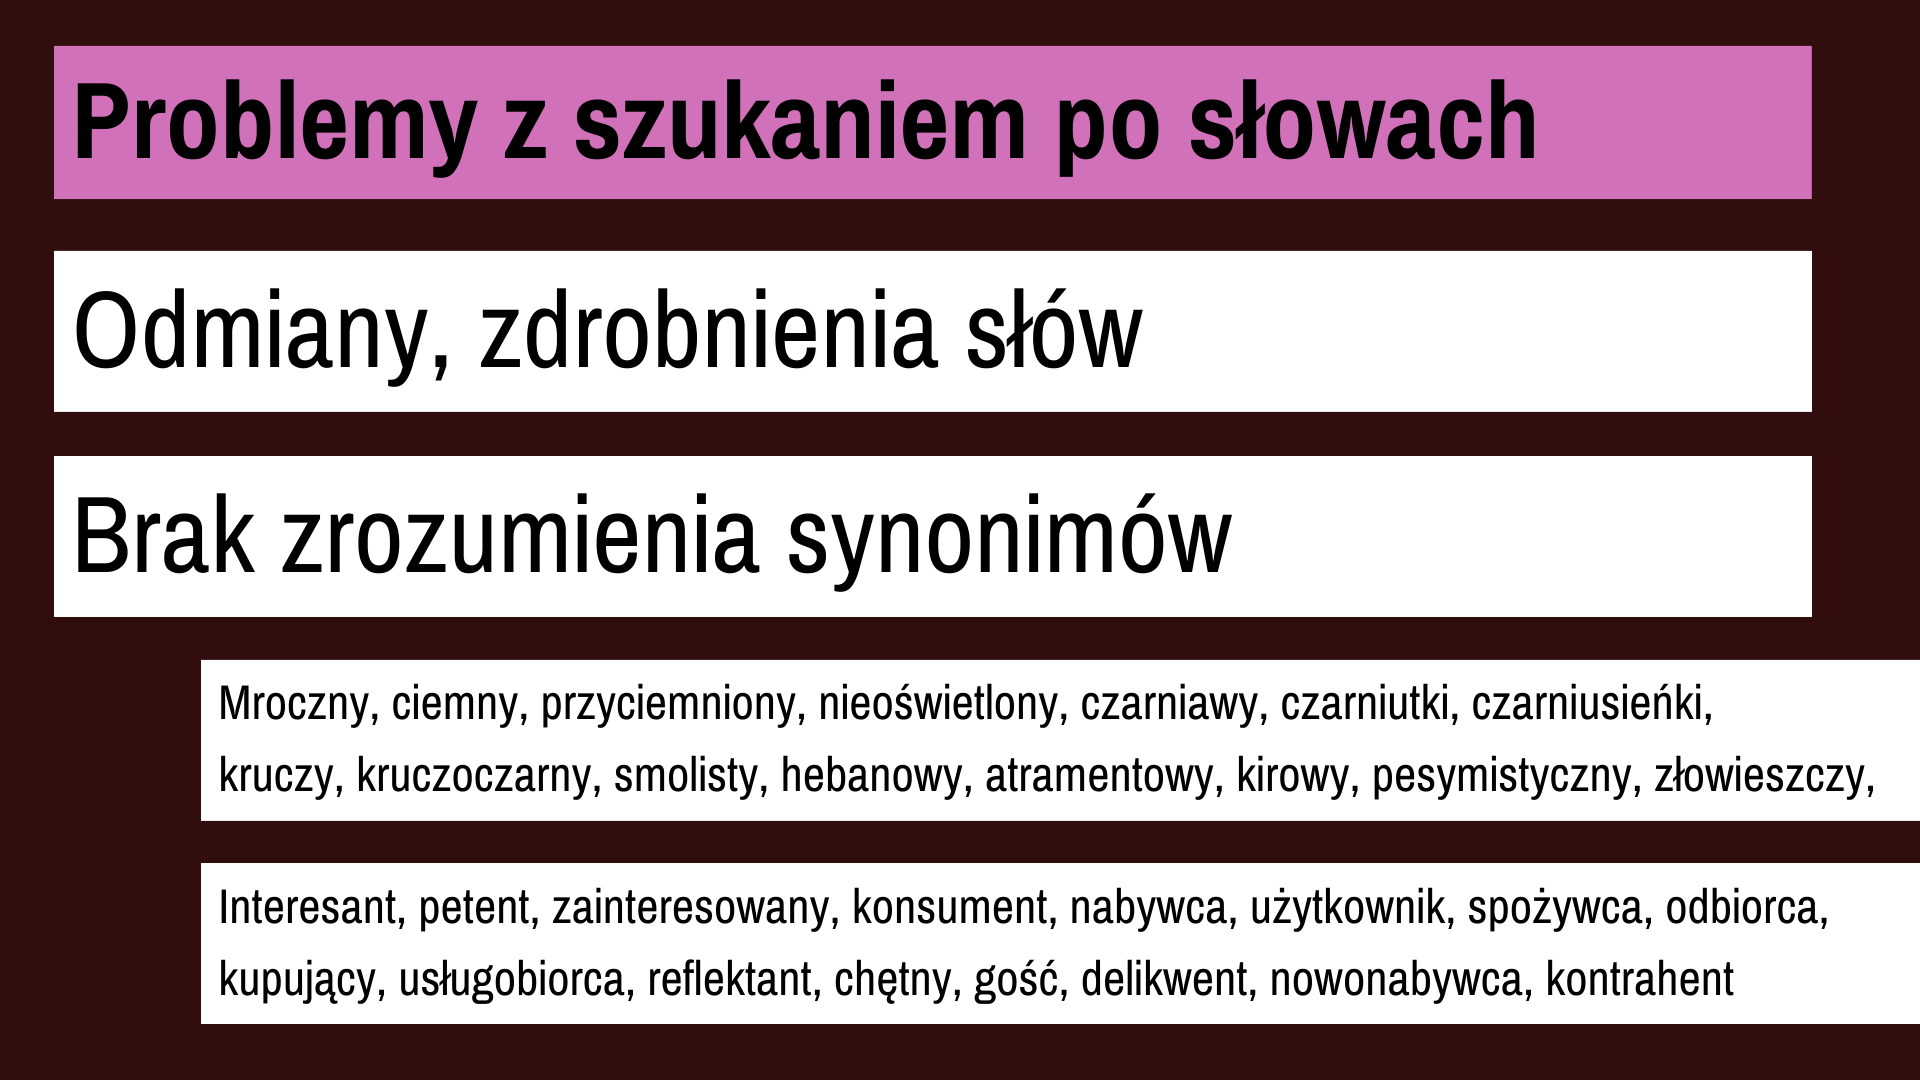 Problemy z szukaniem po słowach
Odmiany, zdrobnienia słów
Brak zrozumienia synonimów
Mroczny, ciemny, przyciemniony, nieoświetlony, czarniawy, czarniutki, czarniusieńki,
kruczy, kruczoczarny, smolisty, hebanowy, atramentowy, kirowy, pesymistyczny, złowieszczy,
Interesant, petent, zainteresowany, konsument, nabywca, użytkownik, spożywca, odbiorca,
kupujący, usługobiorca, reflektant, chętny, gość, delikwent, nowonabywca, kontrahent